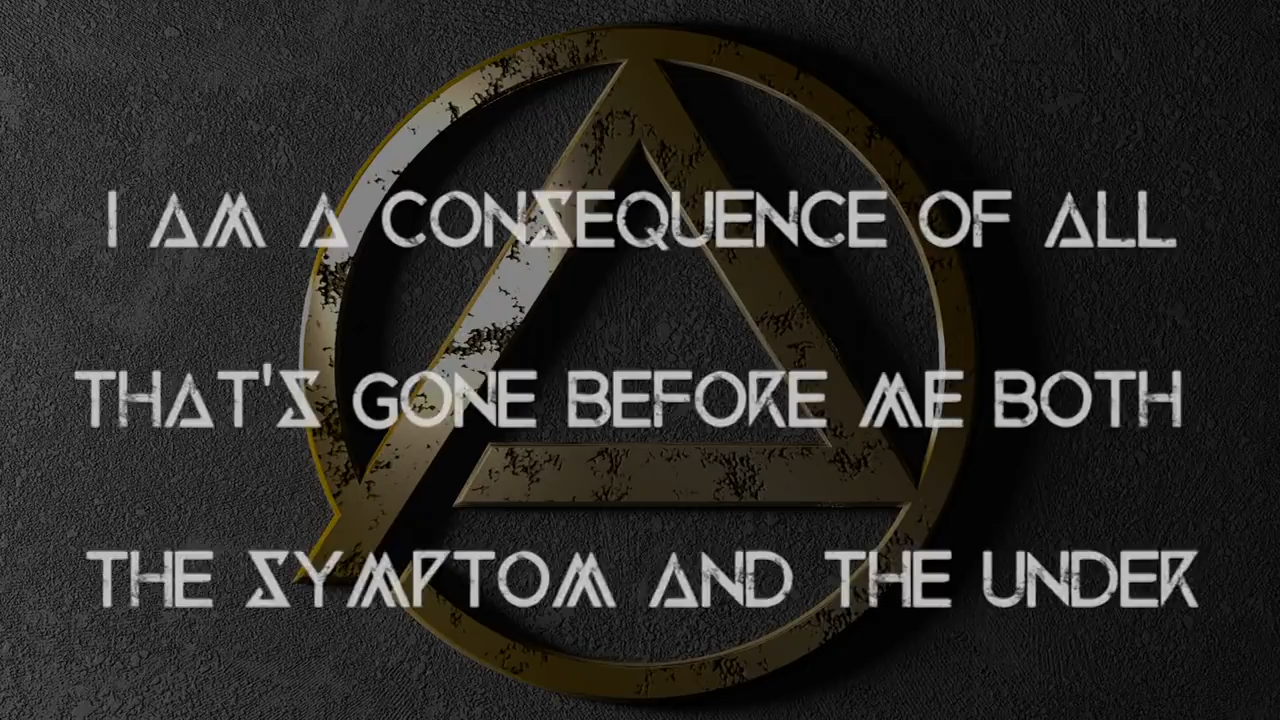 I AM A CONSEQUENCE OF ALL
THAT'S GONE BEFORE ME BOTH
THE SYMPTOM AND THE UNDER